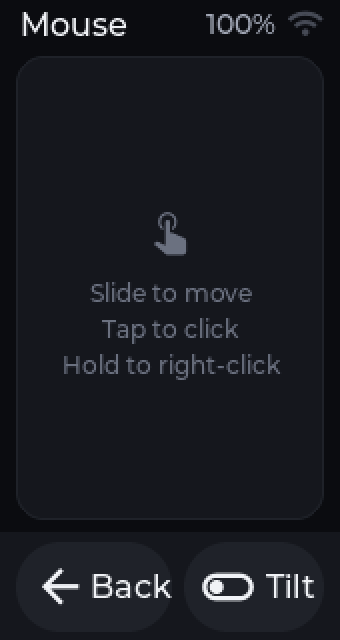 Mouse 100%
Slide to move
Tap to click
Hold to right-click
Back Tilt